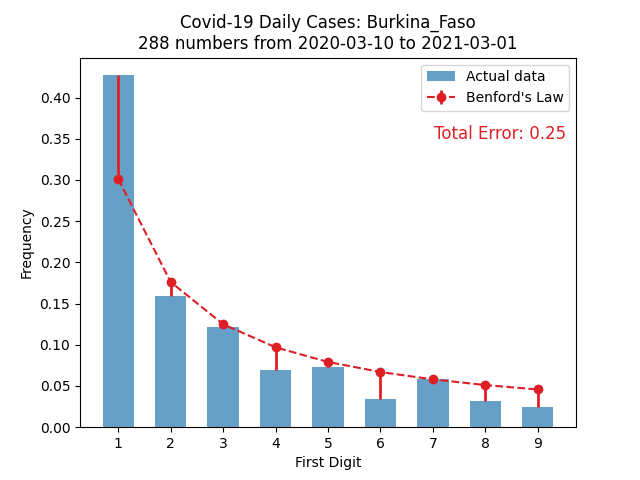 Covid-19 Daily Cases: Burkina_Faso
288 numbers from 2020-03-10 to 2021-03-01
Actual data
Benford's Law
Total Error: 0.25
Frequency
0.40
0.35
0.30
0.25
0.20
0.15
0.10
0.05
0.00
1 2 3 4 5 6 7 8 9
First Digit